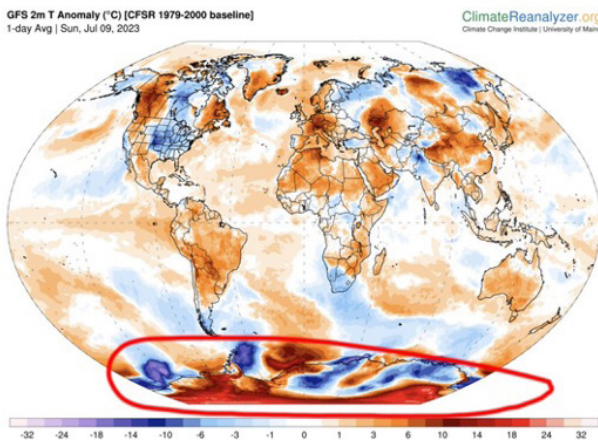 GFS 2m T Anomaly (°C) [CFSR 1979-2000 baseline]
1-day Avg | Sun, Jul 09, 2023
ClimateReanalyzer.org
Climate Change Institute | University of Maine
-32 -24 -18 -14 -10 -6 -3 -1 0 1 3 6 10 14 18 24 32